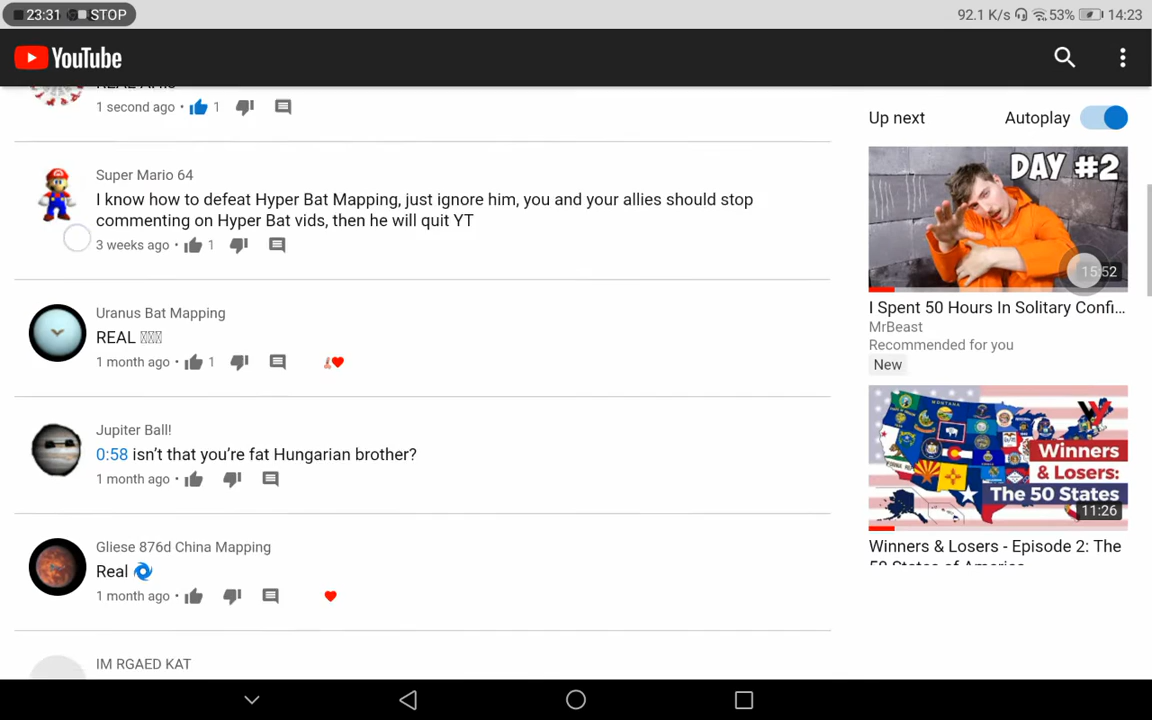 23:31 STOP
92.1 K/s 53% 14:23
YouTube
1 second ago • 1
Super Mario 64
I know how to defeat Hyper Bat Mapping, just ignore him, you and your allies should stop
commenting on Hyper Bat vids, then he will quit YT
3 weeks ago • 1
Uranus Bat Mapping
REAL
1 month ago • 1
Jupiter Ball!
0:58 isn’t that you’re fat Hungarian brother?
1 month ago •
Gliese 876d China Mapping
Real
1 month ago •
IM RGAED KAT
Up next
Autoplay
DAY #2
15:52
I Spent 50 Hours In Solitary Confi...
MrBeast
Recommended for you
New
MONTANA
Winners
& Losers:
The 50 States
11:26
Winners & Losers - Episode 2: The
50 States of America